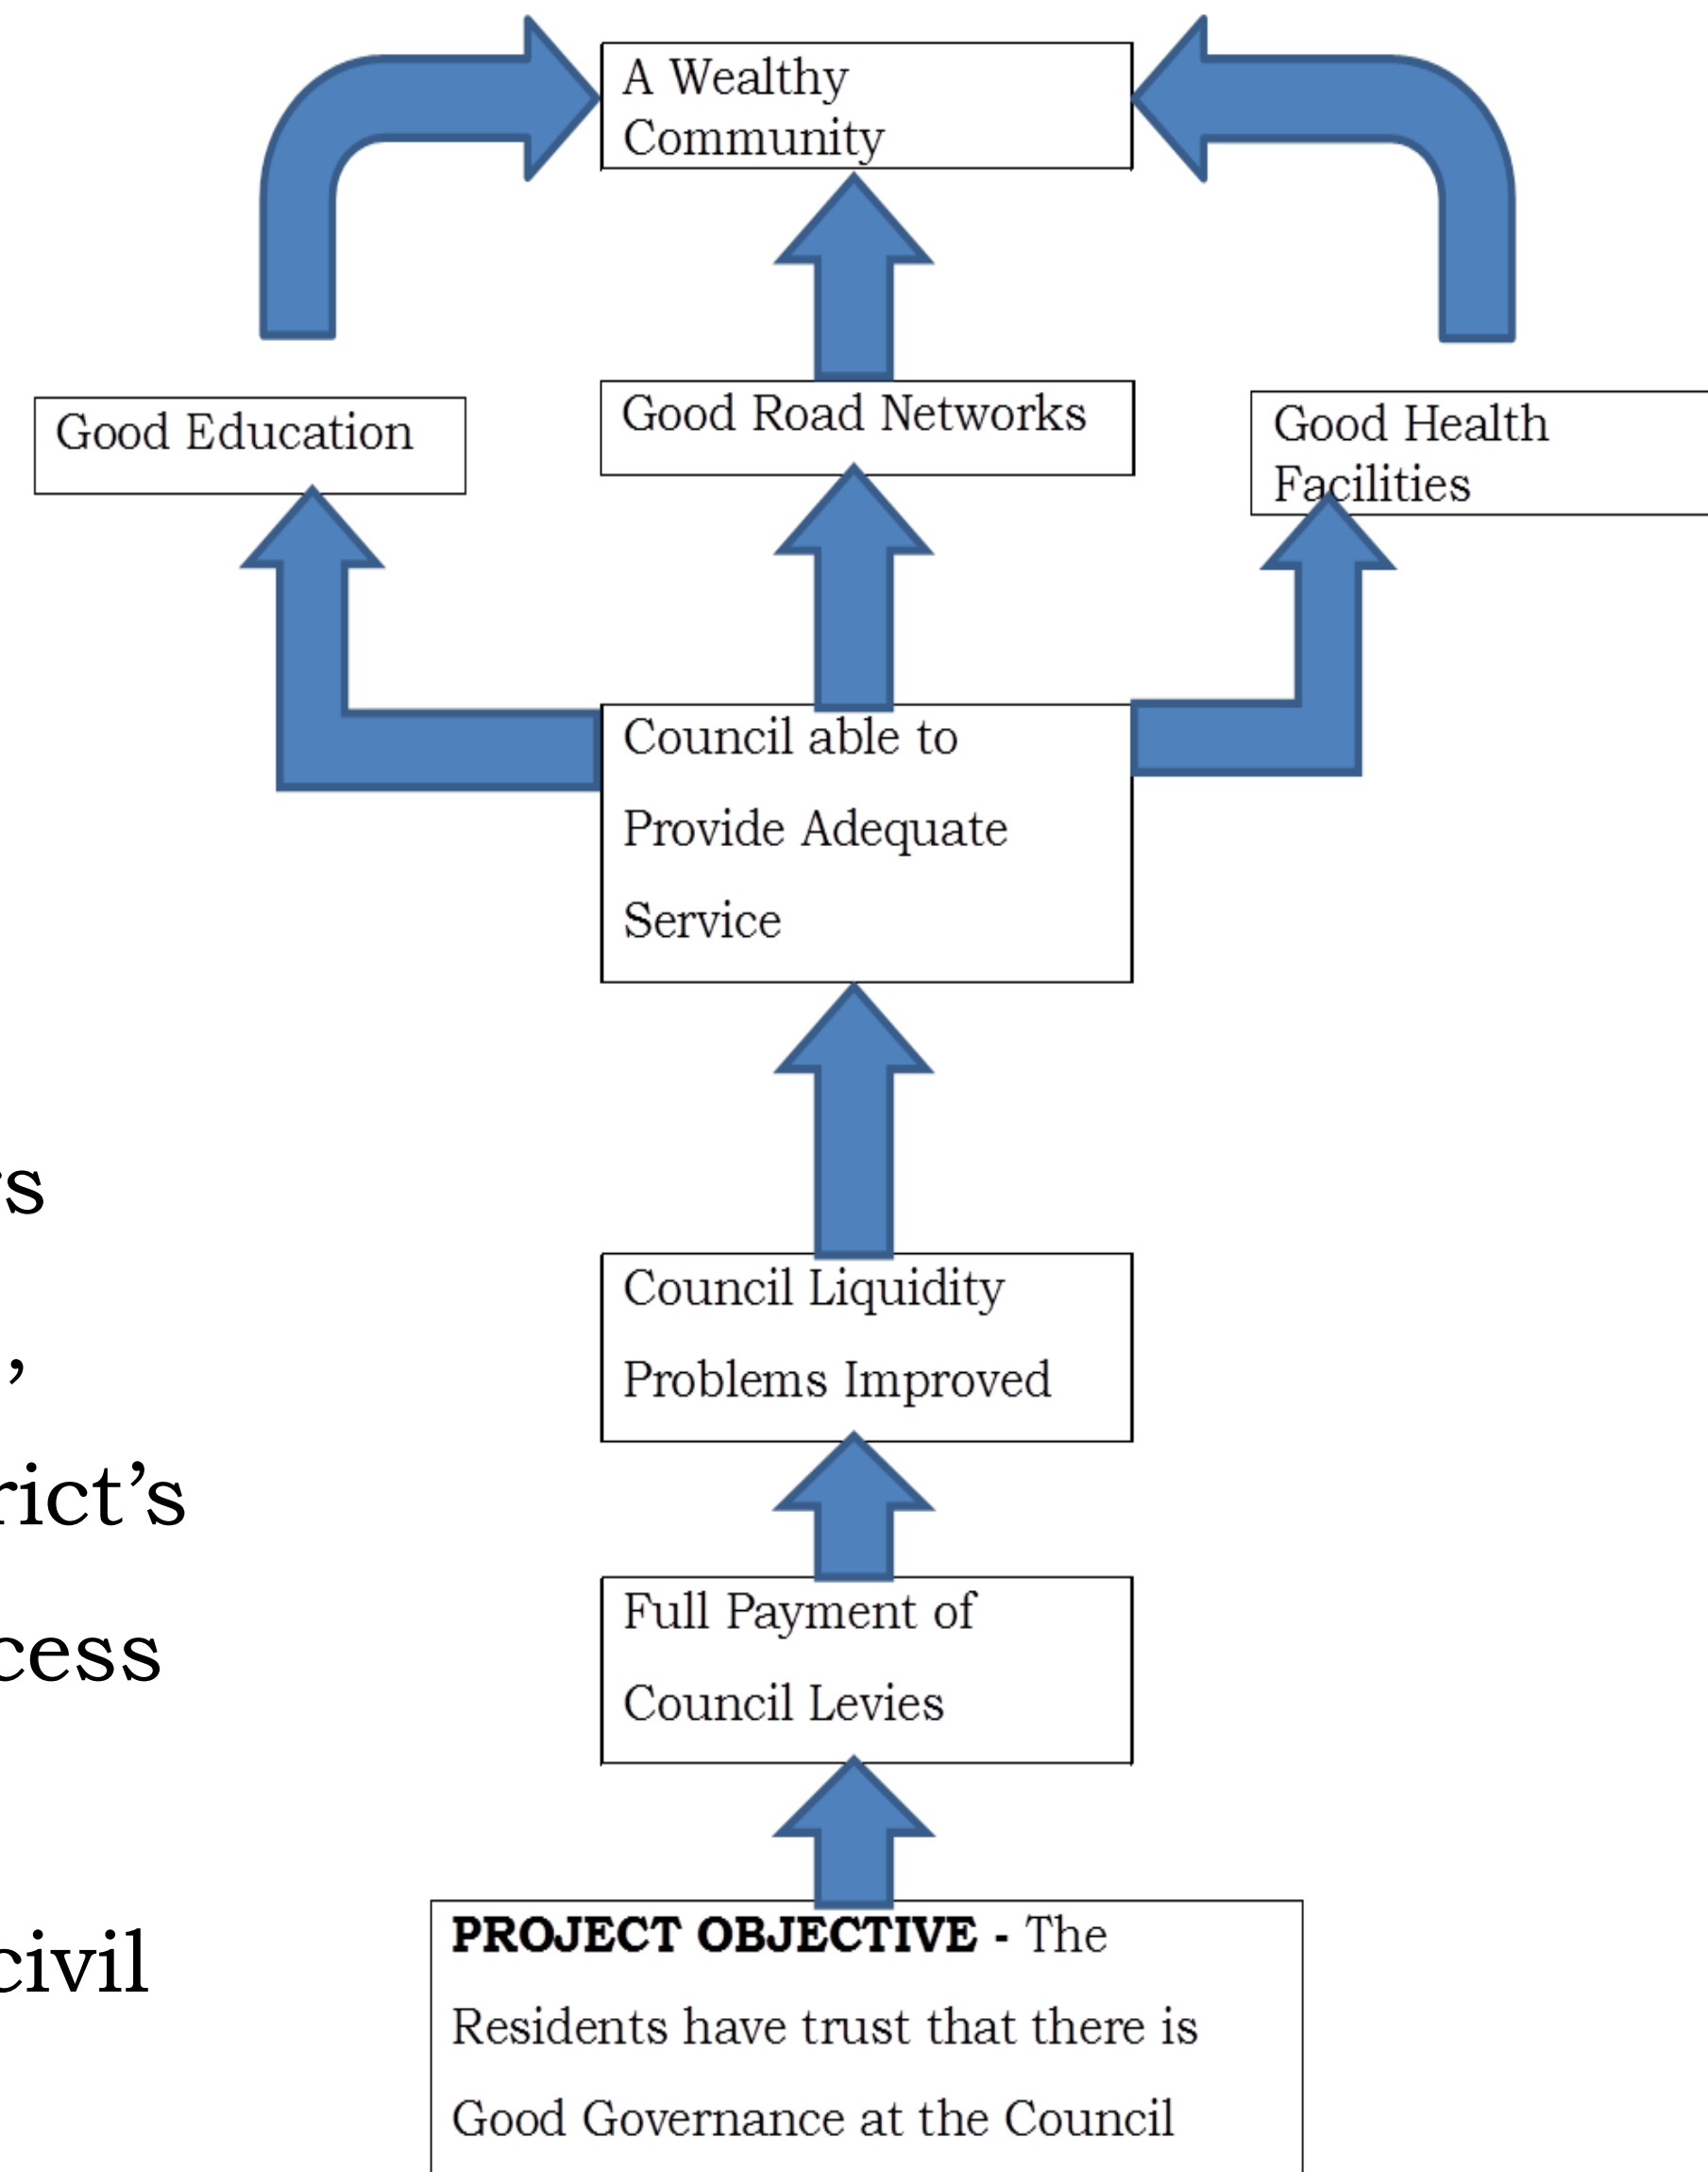 A Wealthy
Community
Good Education
Good Road Networks
Good Health
Facilities
Council able to
Provide Adequate
Service
Council Liquidity
Problems Improved
Full Payment of
Council Levies
PROJECT OBJECTIVE - The
Residents have trust that there is
Good Governance at the Council
civil